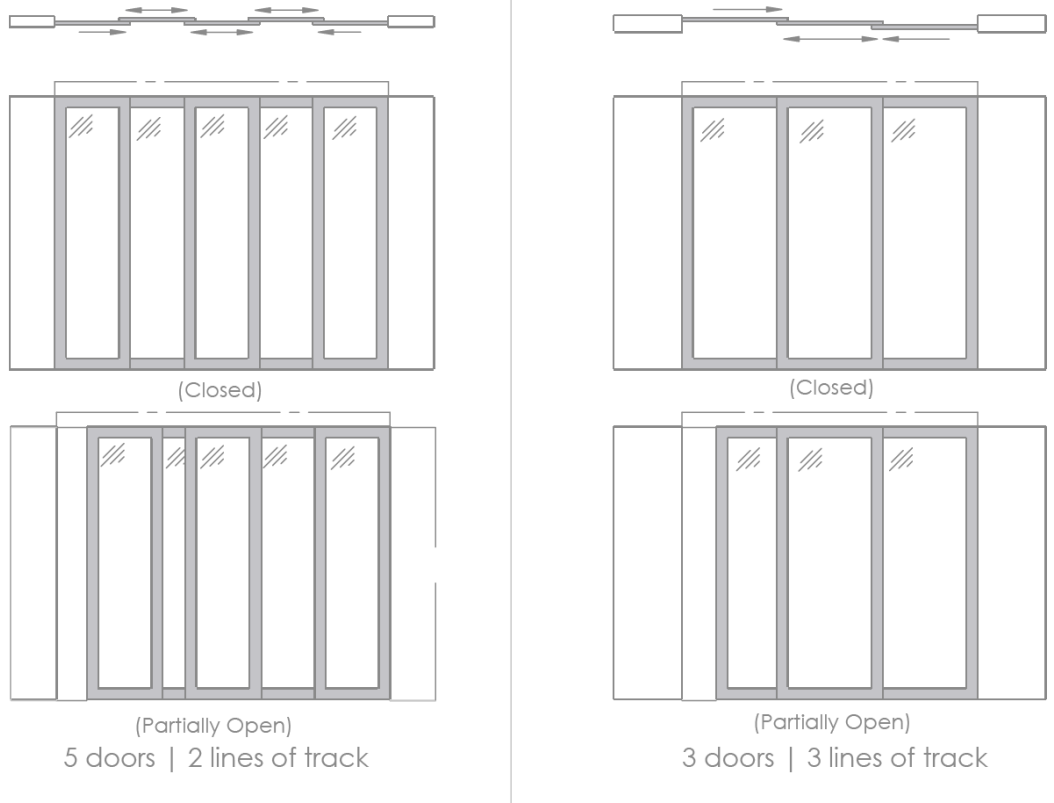 (Closed)
(Partially Open)
5 doors | 2 lines of track
(Closed)
(Partially Open)
3 doors | 3 lines of track